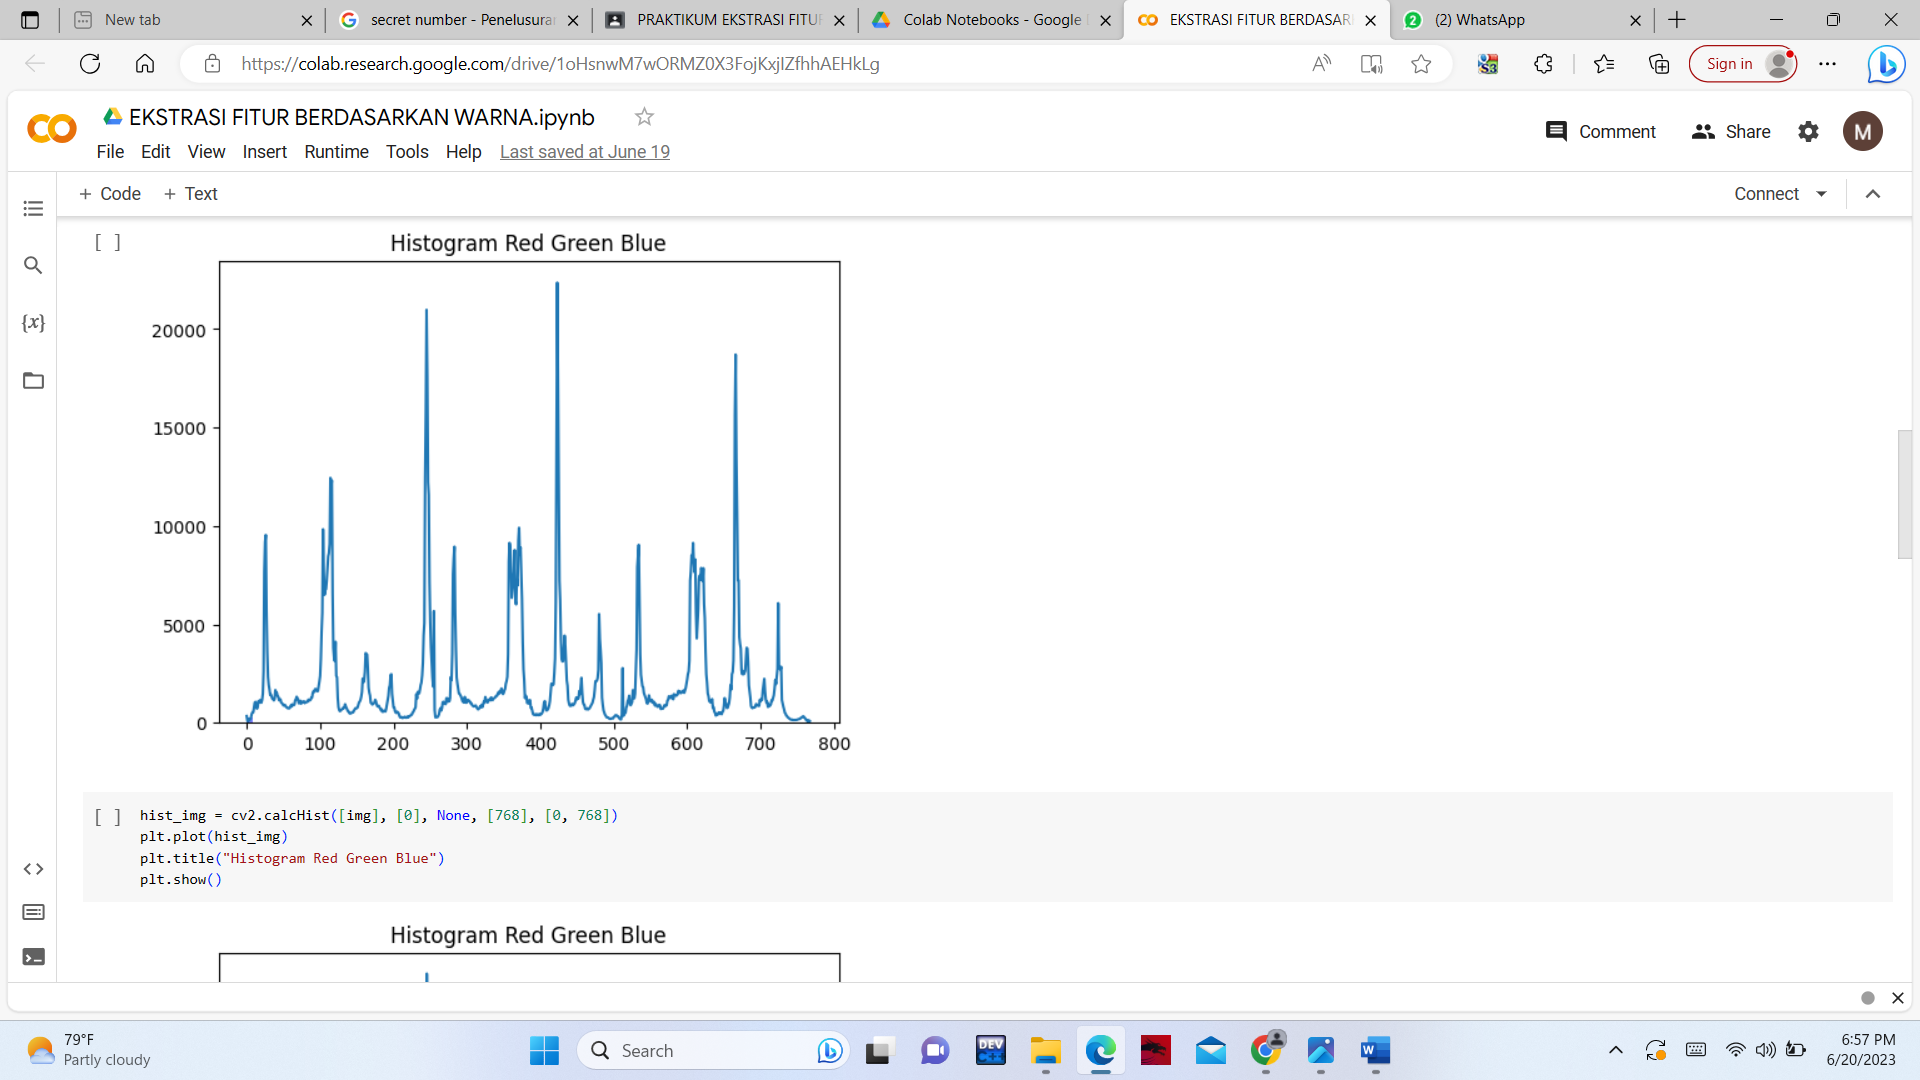 New tab
secret number - Penelusuran
PRAKTIKUM EKSTRASI FITUR
Colab Notebooks - Google
EKSTRASI FITUR BERDASAR
(2) WhatsApp
https://colab.research.google.com/drive/1oHsnwM7wORMZ0X3FojKxjIZfhhAEHkLg
Sign in
EKSTRASI FITUR BERDASARKAN WARNA.ipynb
Comment
Share
M
File Edit View Insert Runtime Tools Help Last saved at June 19
+ Code + Text
Connect
[ ]
Histogram Red Green Blue
20000
15000
10000
5000
0
0 100 200 300 400 500 600 700 800
[ ] hist_img = cv2.calcHist([img], [0], None, [768], [0, 768])
plt.plot(hist_img)
plt.title("Histogram Red Green Blue")
plt.show()
Histogram Red Green Blue
79°F
Partly cloudy
Search
DEV
C++
W
6:57 PM
6/20/2023